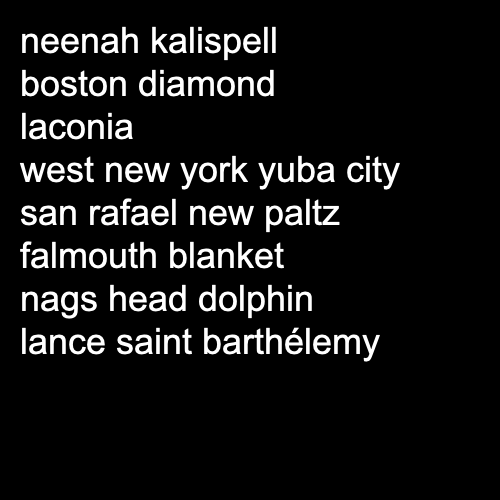 neenah kalispell
boston diamond
laconia
west new york yuba city
san rafael new paltz
falmouth blanket
nags head dolphin
lance saint barthélemy